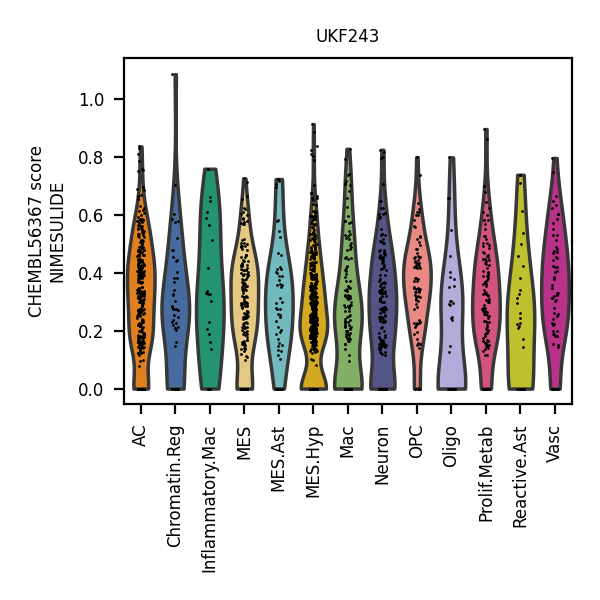 UKF243
CHEMBL56367 score
NIMESULIDE
1.0
0.8
0.6
0.4
0.2
0.0
AC
Chromatin.Reg
Inflammatory.Mac
MES
MES.Ast
MES.Hyp
Mac
Neuron
OPC
Oligo
Prolif.Metab
Reactive.Ast
Vasc